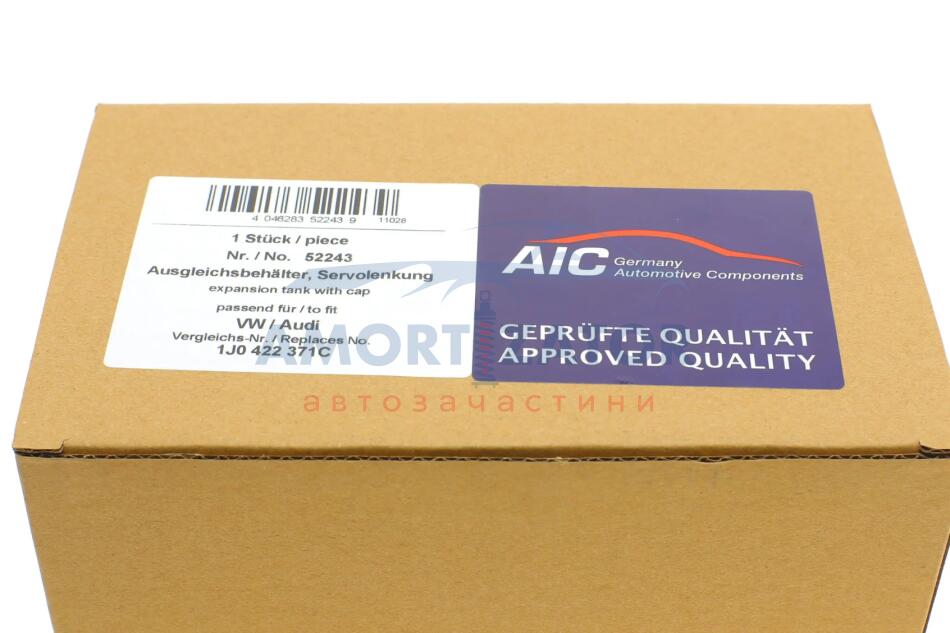 4 046283 52243 9 11028
1 Stück / piece
Nr. / No. 52243
Ausgleichsbehälter, Servolenkung
expansion tank with cap
passend für / to fit
VW / Audi
Vergleichs-Nr. / Replaces No.
1J0 422 371C
AIC Germany
Automotive Components
GEPRÜFTE QUALITÄT
APPROVED QUALITY
автозачастини